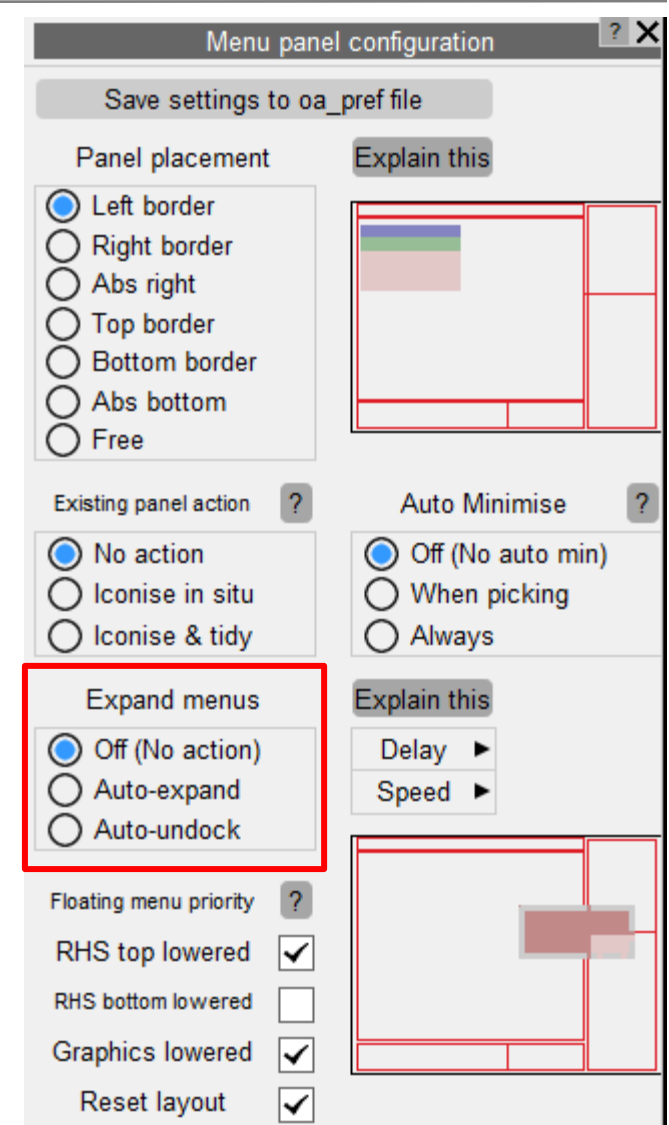 Menu panel configuration ?
Save settings to oa_pref file
Panel placement Explain this
Left border
Right border
Abs right
Top border
Bottom border
Abs bottom
Free
Existing panel action ? Auto Minimise ?
No action Off (No auto min)
Iconise in situ When picking
Iconise & tidy Always
Expand menus Explain this
Off (No action) Delay
Auto-expand Speed
Auto-undock
Floating menu priority ?
RHS top lowered
RHS bottom lowered
Graphics lowered
Reset layout